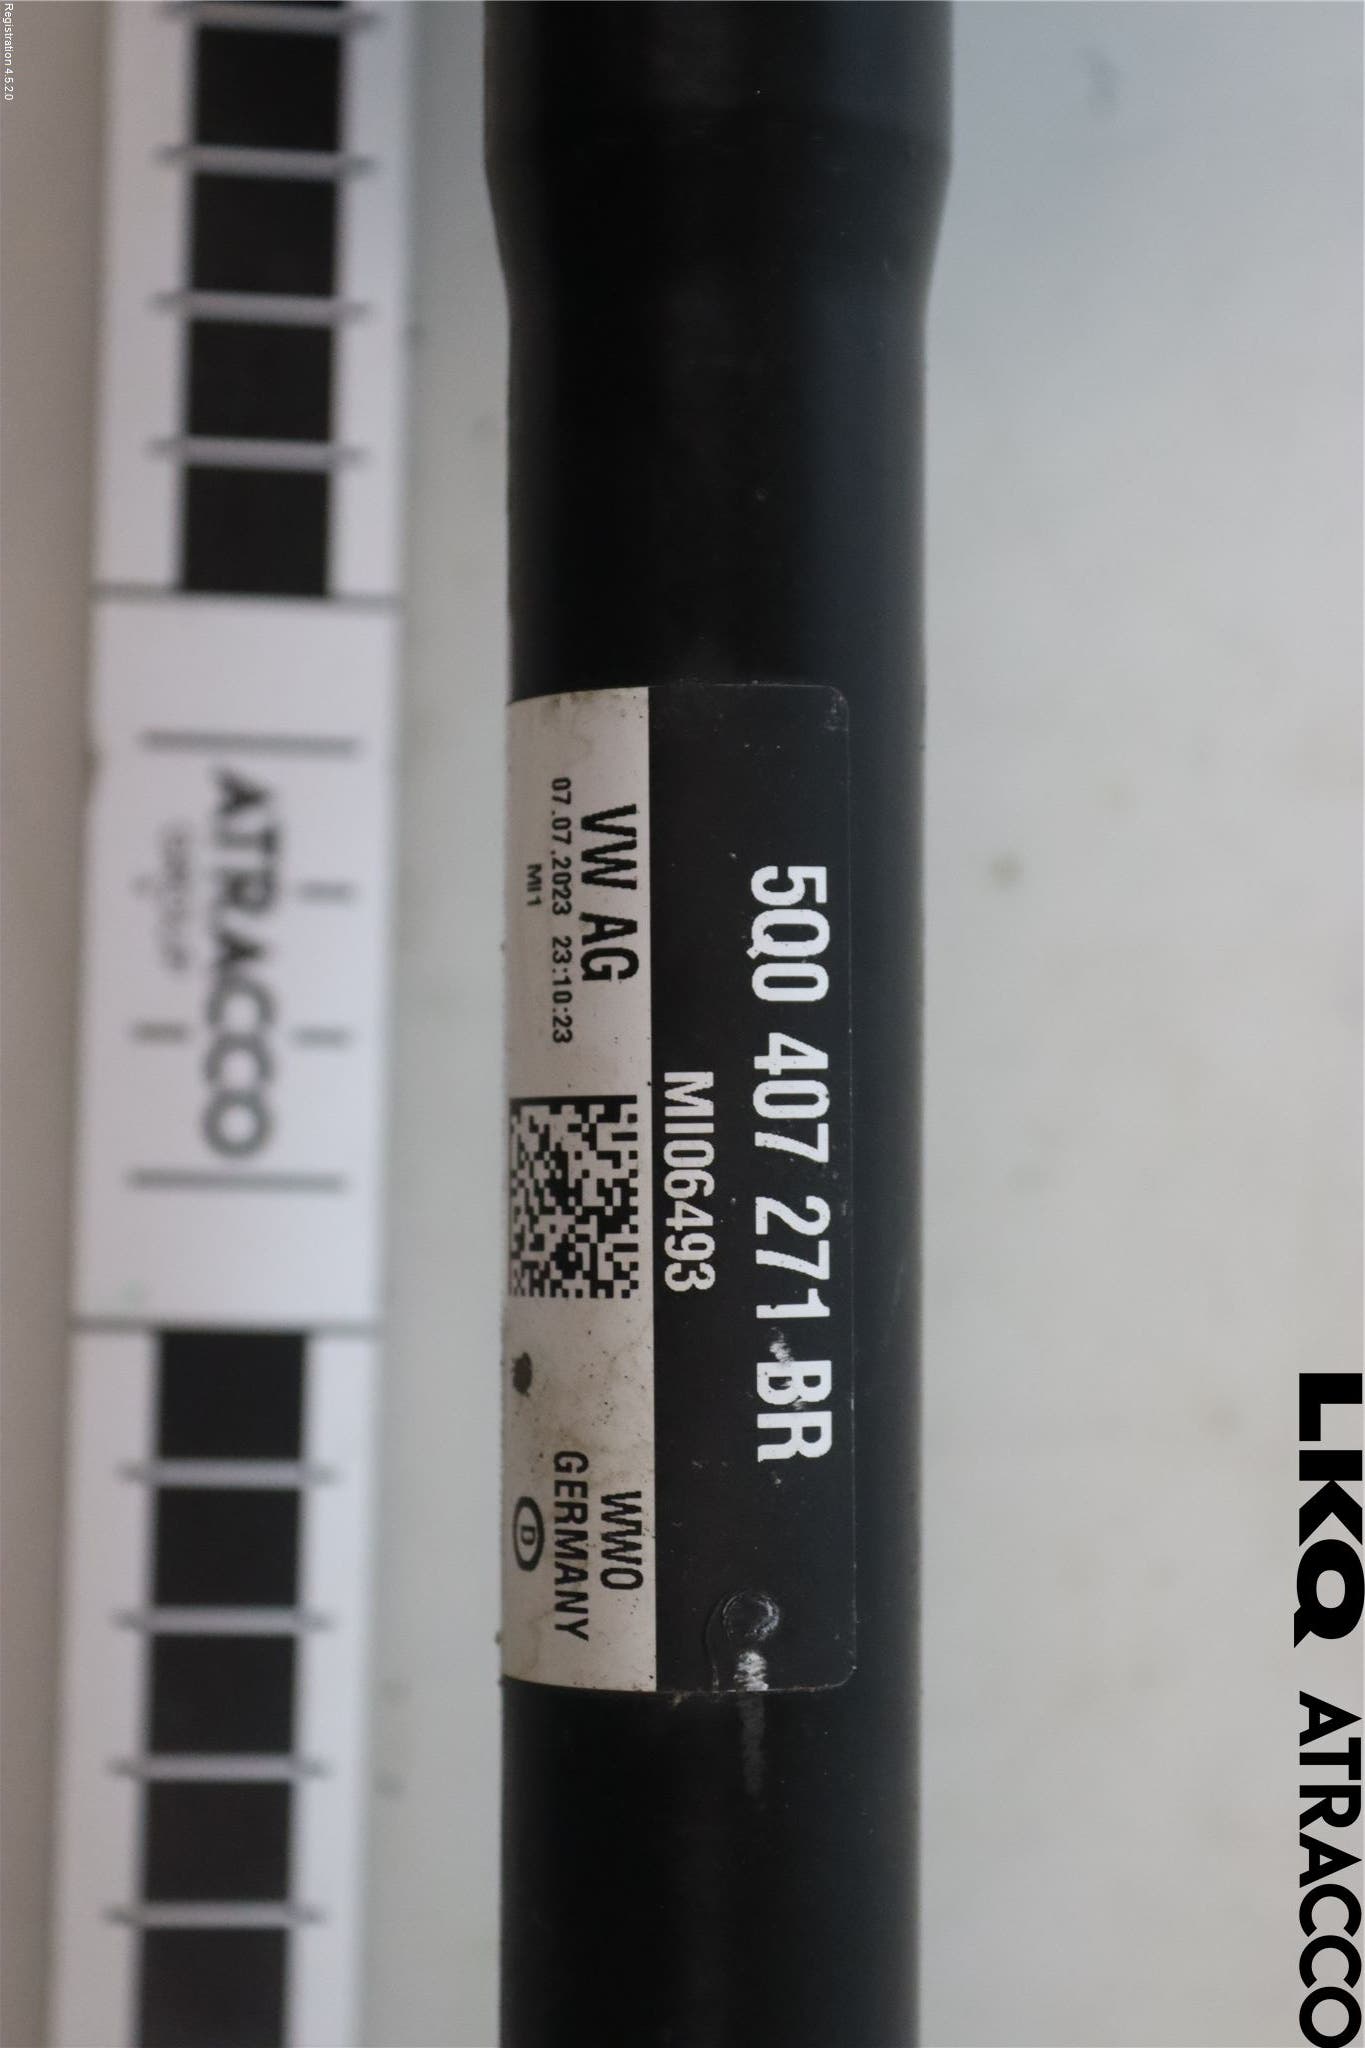 Registration 4.5.2.0
5Q0 407 271 BR
MI06493
VW AG
07.07.2023 23:10:23
MI1
WW0
GERMANY
D
ATRACCO
LKQ ATRACCO